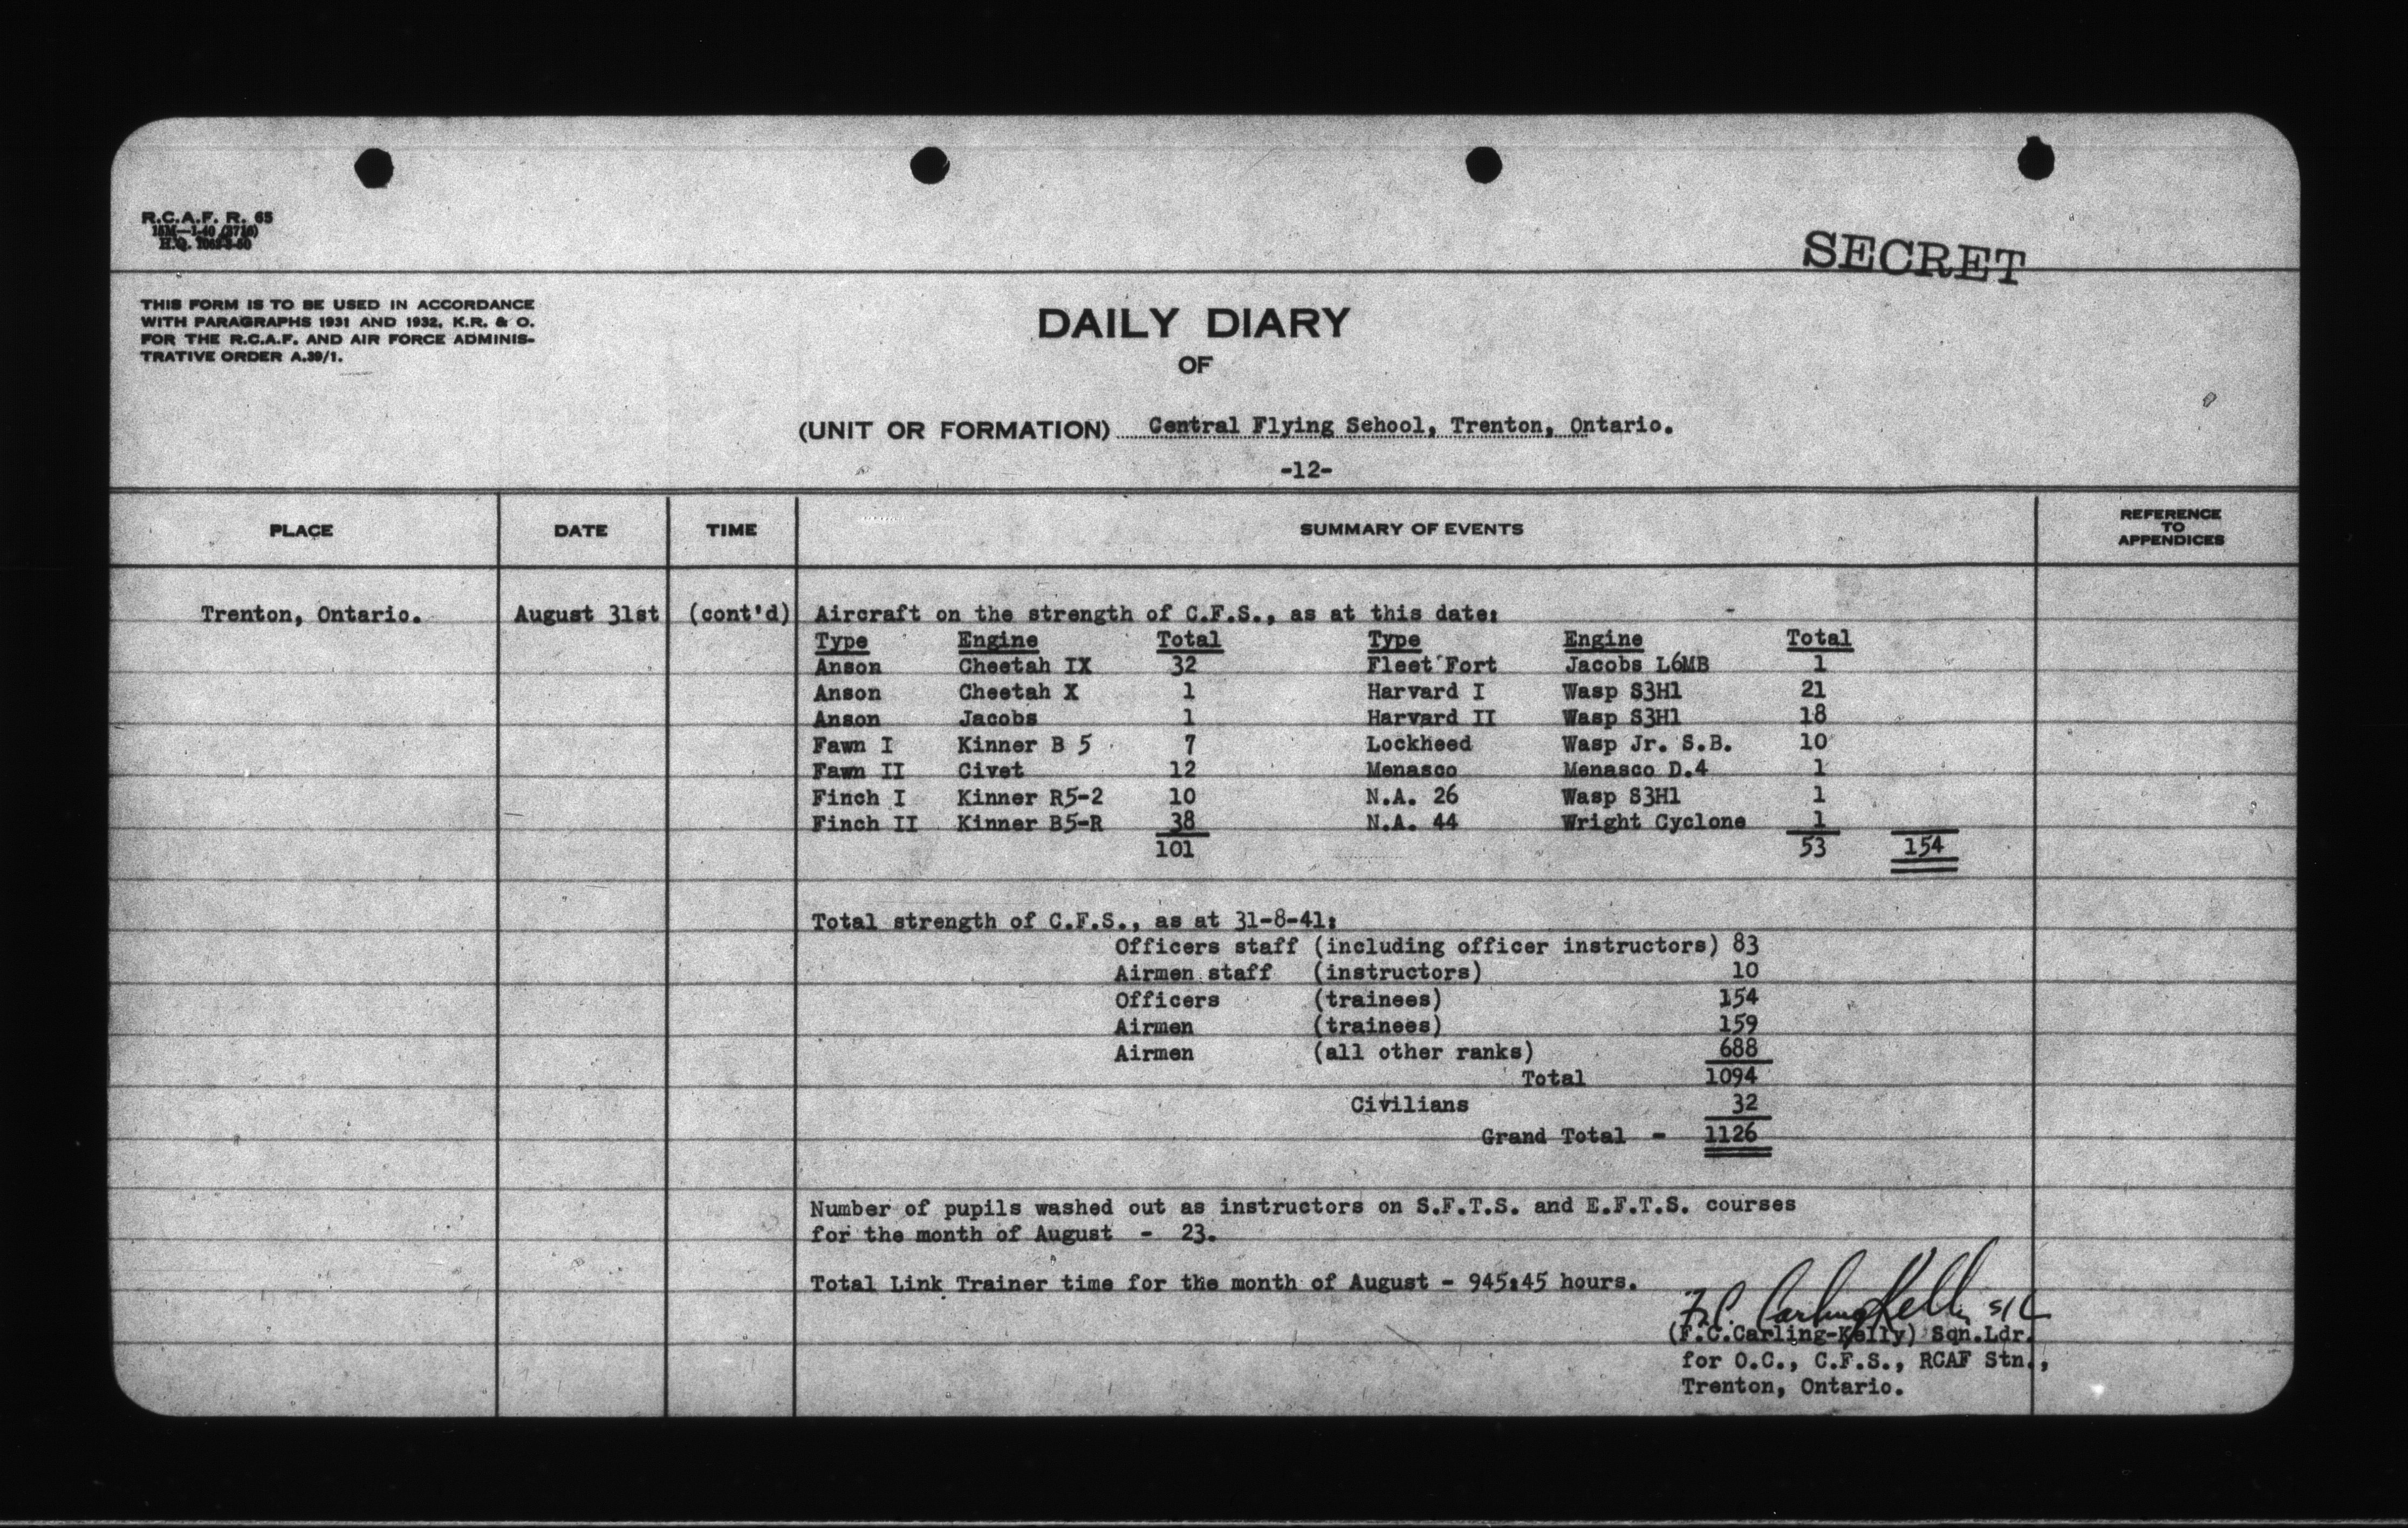 R.C.A.F. R. 65
15M—1-40 (3716)
H.Q. 1062-3-50
SECRET
THIS FORM IS TO BE USED IN ACCORDANCE
WITH PARAGRAPHS 1931 AND 1932, K.R. & O.
FOR THE R.C.A.F. AND AIR FORCE ADMINIS-
TRATIVE ORDER A.39/1.
DAILY DIARY
OF
(UNIT OR FORMATION) Central Flying Sehool, Trenton, Ontario.
-12-
PLACE DATE TIME SUMMARY OF EVENTS REFERENCE TO APPENDICES
Trenton, Ontario. August 31st (cont'd) Aircraft on the strength of C.F.S., as at this date:
Type Engine Total Type Engine Total
Anson Cheetah IX 32 Fleet Fort Jacobs L6MB 1
Anson Cheetah X 1 Harvard I Wasp S3H1 21
Anson Jacobs 1 Harvard II Wasp S3H1 18
Fawn I Kinner B 5 7 Lockheed Wasp Jr. S.B. 10
Fawn II Civet 12 Menasco Menasco D.4 1
Finch I Kinner R5-2 10 N.A. 26 Wasp S3H1 1
Finch II Kinner B5-R 38 N.A. 44 Wright Cyclone 1
101 53 154
Total strength of C.F.S., as at 31-8-41:
Officers staff (including officer instructors) 83
Airmen staff (instructors) 10
Officers (trainees) 154
Airmen (trainees) 159
Airmen (all other ranks) 688
Total 1094
Civilians 32
Grand Total - 1126
Number of pupils washed out as instructors on S.F.T.S. and E.F.T.S. courses
for the month of August - 23.
Total Link Trainer time for the month of August - 945:45 hours.
F.C. Carling Kelly S/L
(F.C.Carling-Kelly) Sqn.Ldr.
for O.C., C.F.S., RCAF Stn.,
Trenton, Ontario.